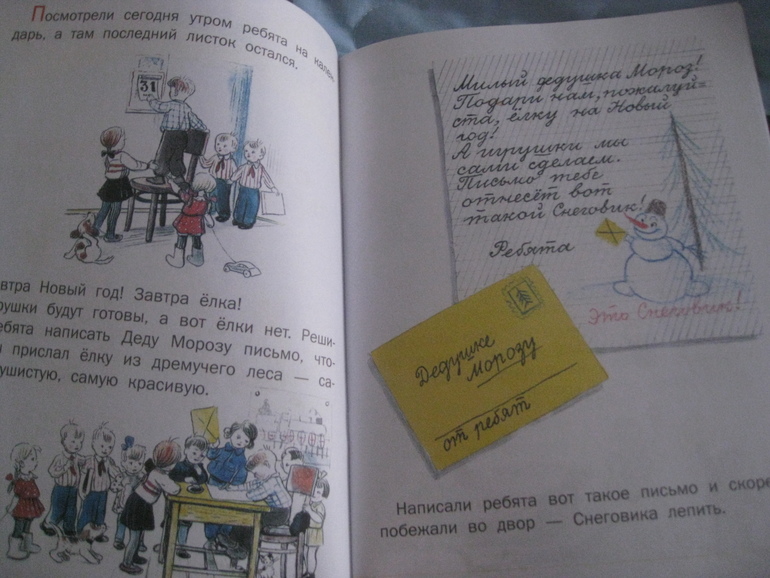 Посмотрели сегодня утром ребята на кален-
дарь, а там последний листок остался.
31
втра Новый год! Завтра ёлка!
рушки будут готовы, а вот ёлки нет. Реши-
ебята написать Деду Морозу письмо, что-
прислал ёлку из дремучего леса — са-
ушистую, самую красивую.
Милый дедушка Мороз!
Подари нам, пожалуй=
ста, ёлку на Новый
год!
А игрушки мы
сами сделаем.
Письмо тебе
отнесёт вот
такой Снеговик!
Ребята
Это Снеговик!
Дедушке
Морозу
от ребят
Написали ребята вот такое письмо и скоре
побежали во двор — Снеговика лепить.